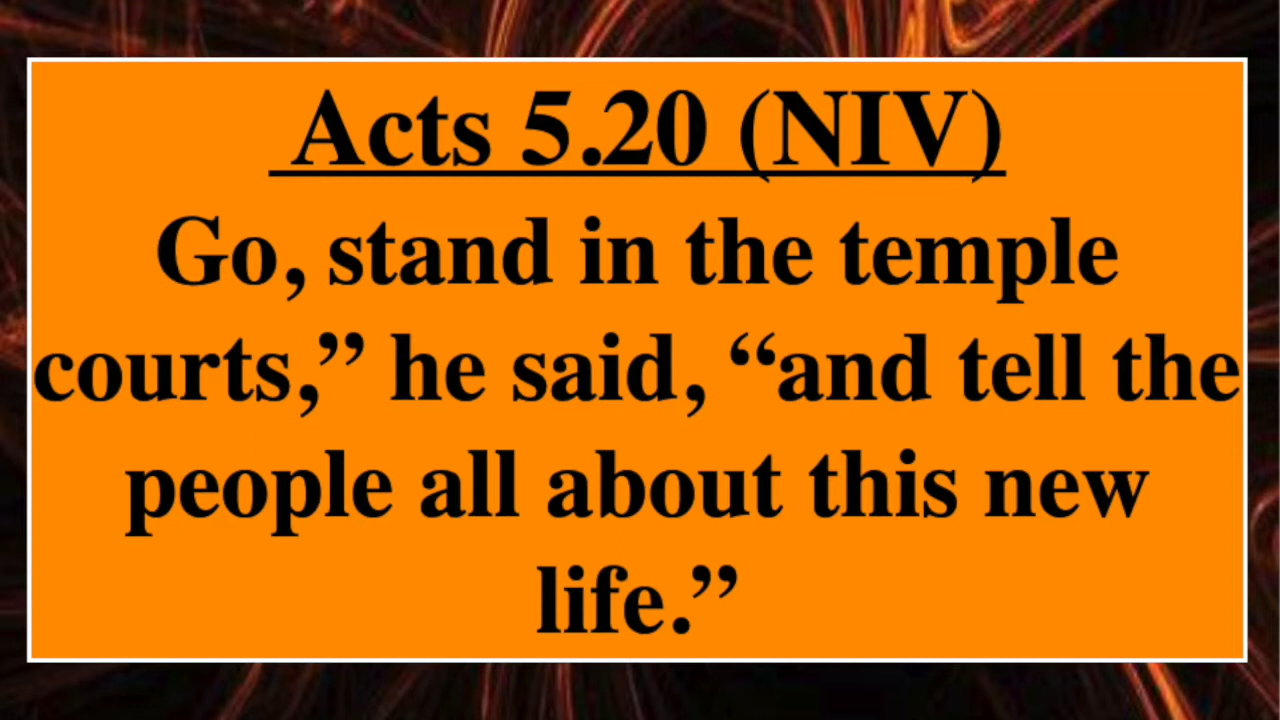 Acts 5.20 (NIV)
Go, stand in the temple
courts,” he said, “and tell the
people all about this new
life.”